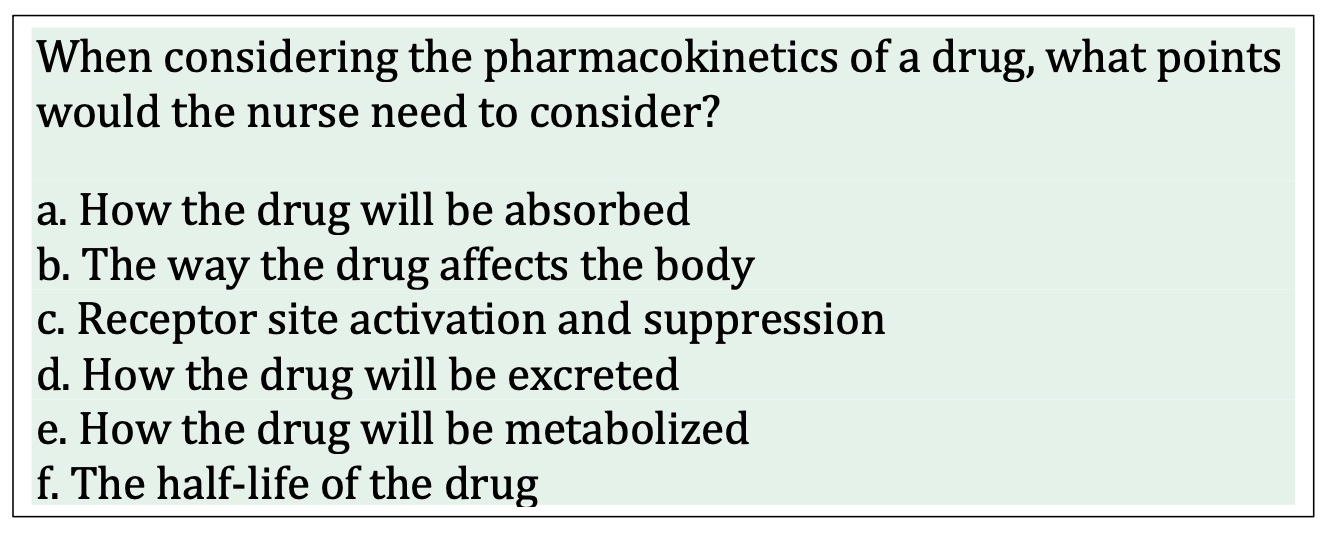 When considering the pharmacokinetics of a drug, what points
would the nurse need to consider?
a. How the drug will be absorbed
b. The way the drug affects the body
c. Receptor site activation and suppression
d. How the drug will be excreted
e. How the drug will be metabolized
f. The half-life of the drug